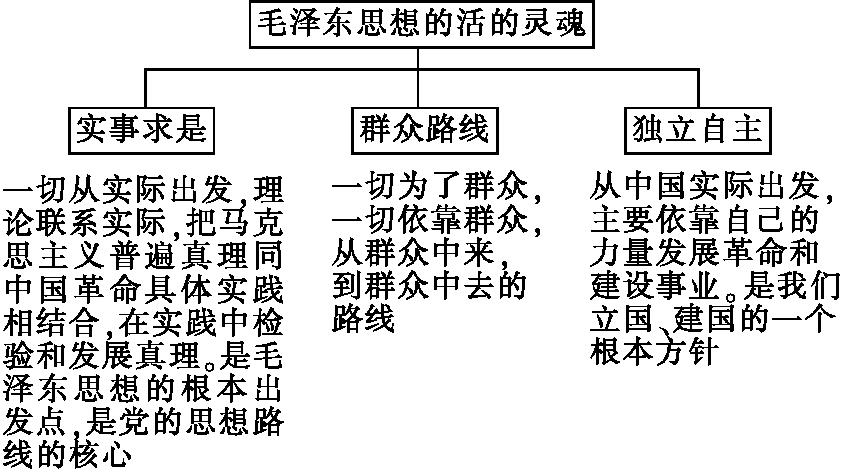 毛泽东思想的活的灵魂
实事求是
群众路线
独立自主
一切从实际出发,理
论联系实际,把马克
思主义普遍真理同
中国革命具体实践
相结合,在实践中检
验和发展真理。是毛
泽东思想的根本出
发点,是党的思想路
线的核心
一切为了群众,
一切依靠群众,
从群众中来,
到群众中去的
路线
从中国实际出发,
主要依靠自己的
力量发展革命和
建设事业。是我们
立国、建国的一个
根本方针